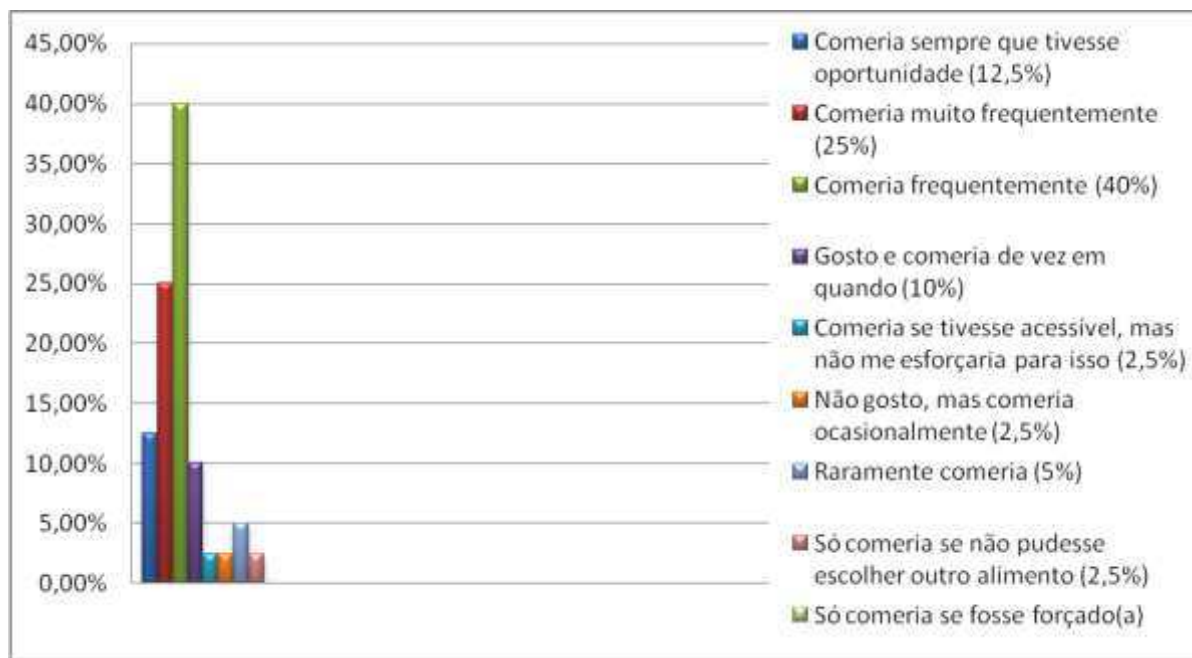 45,00%
40,00%
35,00%
30,00%
25,00%
20,00%
15,00%
10,00%
5,00%
0,00%
Comeria sempre que tivesse
oportunidade (12,5%)
Comeria muito frequentemente
(25%)
Comeria frequentemente (40%)
Gosto e comeria de vez em
quando (10%)
Comeria se tivesse acessível, mas
não me esforçaria para isso (2,5%)
Não gosto, mas comeria
ocasionalmente (2,5%)
Raramente comeria (5%)
Só comeria se não pudesse
escolher outro alimento (2,5%)
Só comeria se fosse forçado(a)